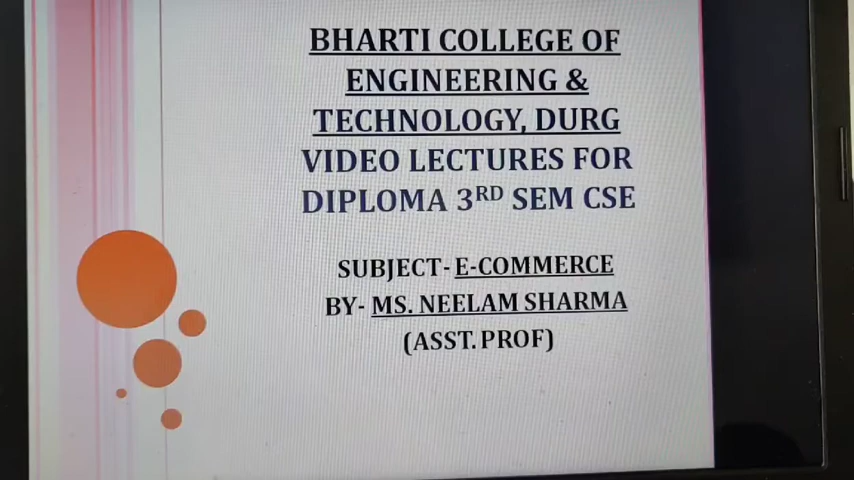 BHARTI COLLEGE OF
ENGINEERING &
TECHNOLOGY, DURG
VIDEO LECTURES FOR
DIPLOMA 3RD SEM CSE
SUBJECT- E-COMMERCE
BY- MS. NEELAM SHARMA
(ASST. PROF)